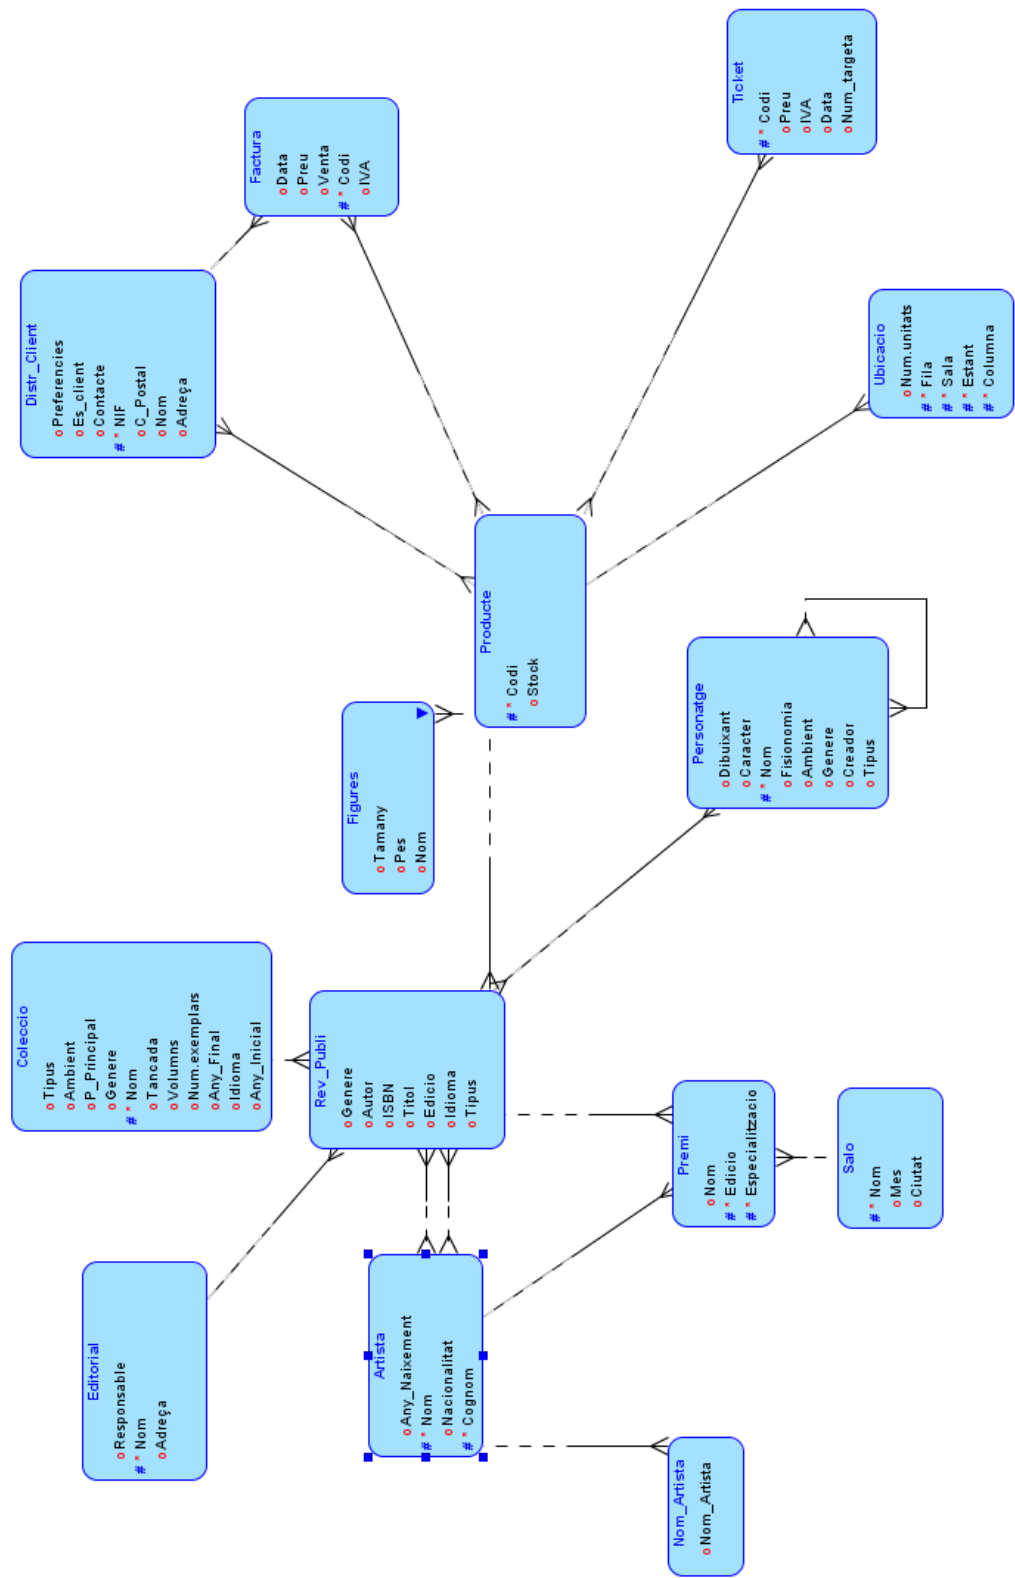 Ticket
#* Codi
o Preu
o IVA
o Data
o Num_targeta
Factura
o Data
o Preu
o Venta
#* Codi
o IVA
Distr_Client
o Preferencies
o Es_client
o Contacte
#* NIF
o C_Postal
o Nom
o Adreça
Ubicacio
o Num.unitats
#* Fila
#* Sala
#* Estant
#* Columna
Producte
#* Codi
o Stock
Personatge
o Dibuixant
o Caracter
#* Nom
o Fisionomia
o Ambient
o Genere
o Creador
o Tipus
Figures
o Tamany
o Pes
o Nom
Coleccio
o Tipus
o Ambient
o P_Principal
o Genere
#* Nom
o Tancada
o Volumns
o Num.exemplars
o Any_Final
o Idioma
o Any_Inicial
Rev_Publi
o Genere
o Autor
o ISBN
o Titol
o Edicio
o Idioma
o Tipus
Premi
o Nom
#* Edicio
#* Especialitzacio
Salo
#* Nom
o Mes
o Ciutat
Editorial
o Responsable
#* Nom
o Adreça
Artista
o Any_Naixement
#* Nom
o Nacionalitat
#* Cognom
Nom_Artista
o Nom_Artista